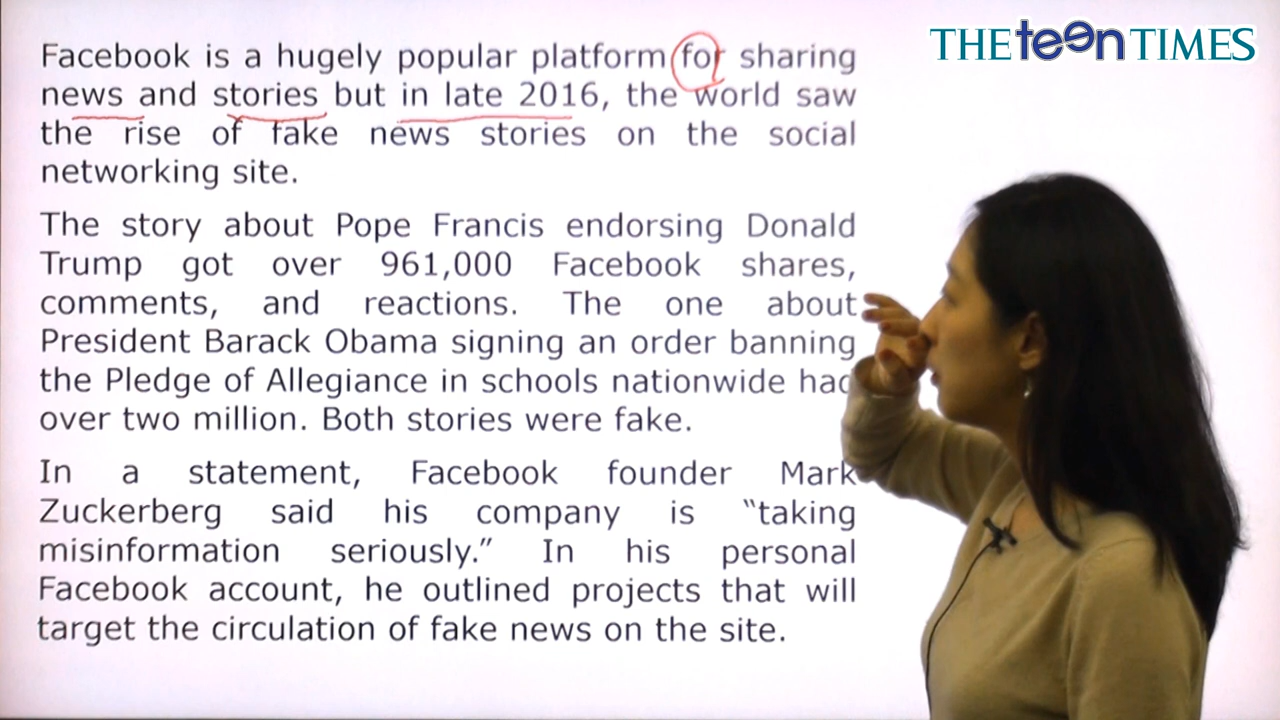 THE teen TIMES
Facebook is a hugely popular platform for sharing
news and stories but in late 2016, the world saw
the rise of fake news stories on the social
networking site.
The story about Pope Francis endorsing Donald
Trump got over 961,000 Facebook shares,
comments, and reactions. The one about
President Barack Obama signing an order banning
the Pledge of Allegiance in schools nationwide had
over two million. Both stories were fake.
In a statement, Facebook founder Mark
Zuckerberg said his company is “taking
misinformation seriously.” In his personal
Facebook account, he outlined projects that will
target the circulation of fake news on the site.